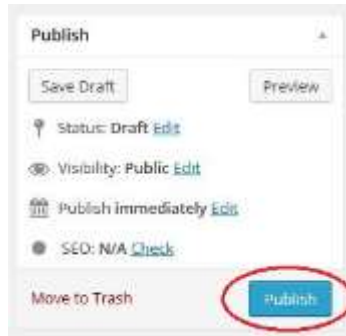 Publish
Save Draft Preview
Status: Draft Edit
Visibility: Public Edit
Publish immediately Edit
SEO: N/A Check
Move to Trash Publish